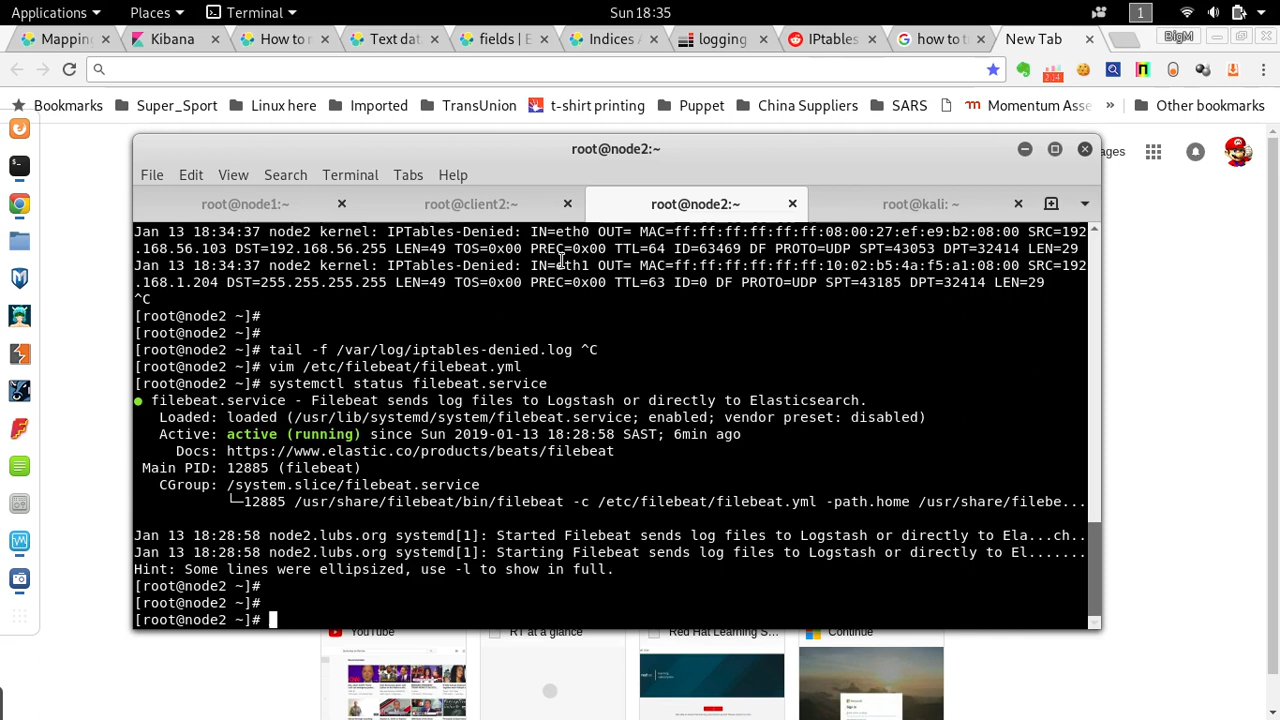 Applications Places Terminal Sun 18:35 1
Mappin Kibana How to r Text dat fields | E Indices A logging IPtables how to t New Tab BigM
Bookmarks Super_Sport Linux here Imported TransUnion t-shirt printing Puppet China Suppliers SARS Momentum Asse » Other bookmarks
root@node2:~
ages
File Edit View Search Terminal Tabs Help
root@node1:~ root@client2:~ root@node2:~ root@kali: ~
Jan 13 18:34:37 node2 kernel: IPTables-Denied: IN=eth0 OUT= MAC=ff:ff:ff:ff:ff:ff:08:00:27:ef:e9:b2:08:00 SRC=192
.168.56.103 DST=192.168.56.255 LEN=49 TOS=0x00 PREC=0x00 TTL=64 ID=63469 DF PROTO=UDP SPT=43053 DPT=32414 LEN=29
Jan 13 18:34:37 node2 kernel: IPTables-Denied: IN=eth1 OUT= MAC=ff:ff:ff:ff:ff:ff:10:02:b5:4a:f5:a1:08:00 SRC=192
.168.1.204 DST=255.255.255.255 LEN=49 TOS=0x00 PREC=0x00 TTL=63 ID=0 DF PROTO=UDP SPT=43185 DPT=32414 LEN=29
^C
[root@node2 ~]#
[root@node2 ~]#
[root@node2 ~]# tail -f /var/log/iptables-denied.log ^C
[root@node2 ~]# vim /etc/filebeat/filebeat.yml
[root@node2 ~]# systemctl status filebeat.service
● filebeat.service - Filebeat sends log files to Logstash or directly to Elasticsearch.
Loaded: loaded (/usr/lib/systemd/system/filebeat.service; enabled; vendor preset: disabled)
Active: active (running) since Sun 2019-01-13 18:28:58 SAST; 6min ago
Docs: https://www.elastic.co/products/beats/filebeat
Main PID: 12885 (filebeat)
CGroup: /system.slice/filebeat.service
└─12885 /usr/share/filebeat/bin/filebeat -c /etc/filebeat/filebeat.yml -path.home /usr/share/filebe...
Jan 13 18:28:58 node2.lubs.org systemd[1]: Started Filebeat sends log files to Logstash or directly to Ela...ch..
Jan 13 18:28:58 node2.lubs.org systemd[1]: Starting Filebeat sends log files to Logstash or directly to El.......
Hint: Some lines were ellipsized, use -l to show in full.
[root@node2 ~]#
[root@node2 ~]#
[root@node2 ~]#
YouTube RT at a glance Red Hat Learning S... Continue